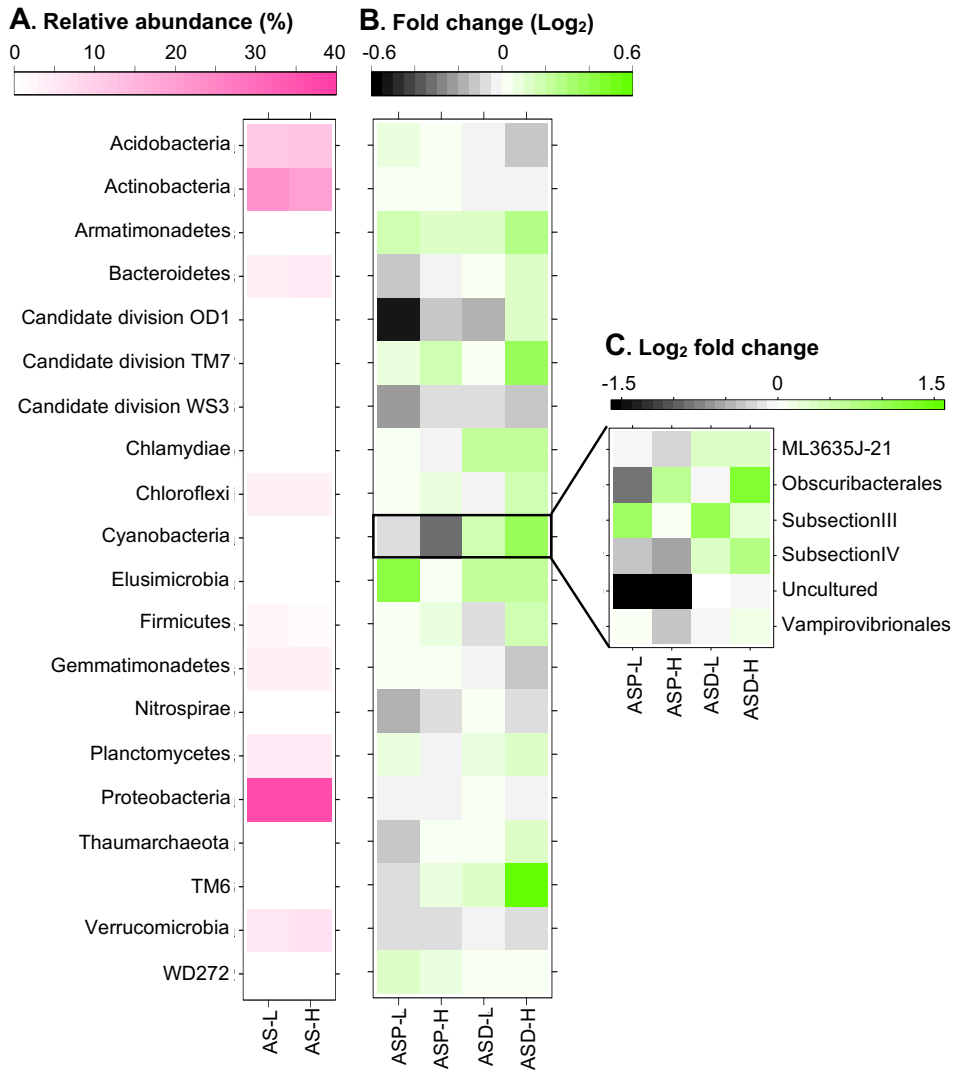 A. Relative abundance (%)
0 10 20 30 40
B. Fold change (Log₂)
-0.6 0 0.6
Acidobacteria
Actinobacteria
Armatimonadetes
Bacteroidetes
Candidate division OD1
Candidate division TM7
Candidate division WS3
Chlamydiae
Chloroflexi
Cyanobacteria
Elusimicrobia
Firmicutes
Gemmatimonadetes
Nitrospirae
Planctomycetes
Proteobacteria
Thaumarchaeota
TM6
Verrucomicrobia
WD272
AS-L
AS-H
ASP-L
ASP-H
ASD-L
ASD-H
C. Log₂ fold change
-1.5 0 1.5
ML3635J-21
Obscuribacterales
SubsectionIII
SubsectionIV
Uncultured
Vampirovibrionales
ASP-L
ASP-H
ASD-L
ASD-H